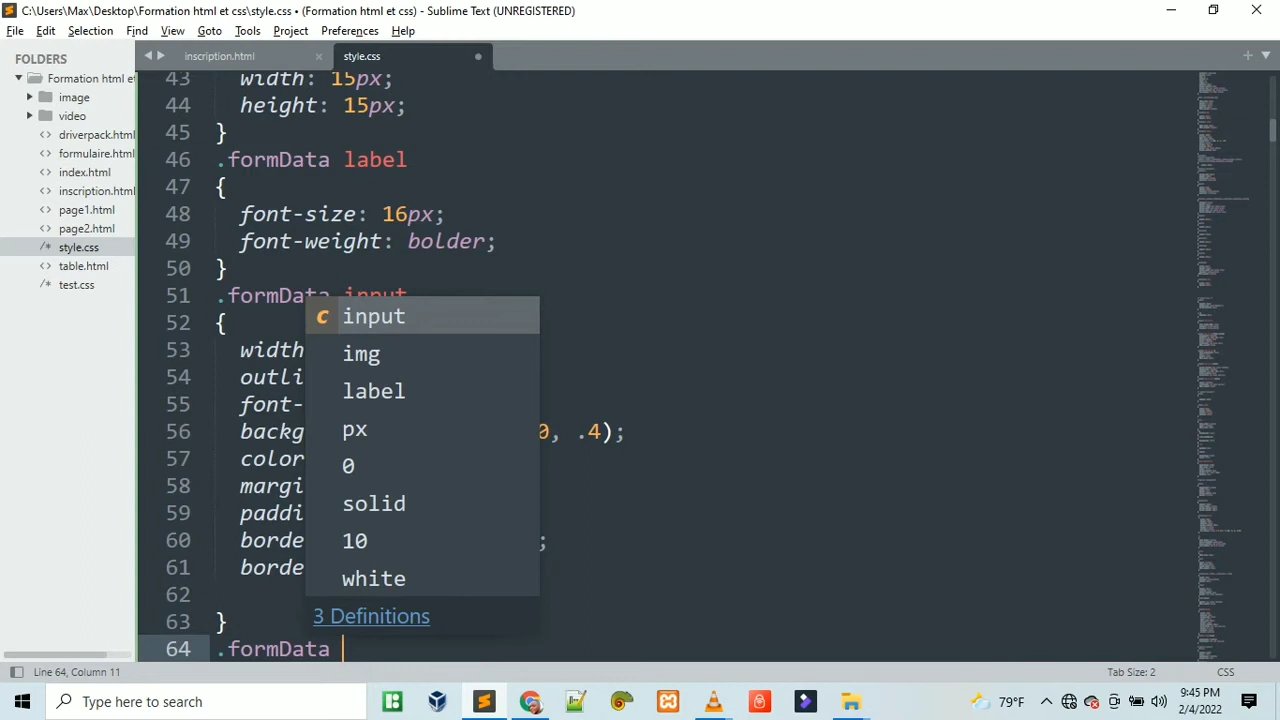 C:\Users\Max\Desktop\Formation html et css\style.css • (Formation html et css) - Sublime Text (UNREGISTERED)
File Edit Selection Find View Goto Tools Project Preferences Help
FOLDERS
Formation html et
image
video
driverpack.html
formulaire.html
index.html
inscription.html
page1.html
page2.html
/* style.css
table.html
/* test.css
inscription.html × style.css
43 width: 15px;
44 height: 15px;
45 }
46 .formData label
47 {
48 font-size: 16px;
49 font-weight: bolder;
50 }
51 .formData input
52 {
53 width
54 outli
55 font-
56 backg 0, .4);
57 color
58 margi
59 paddi
60 borde ;
61 borde
62
63 }
64 .formData
c input
img
label
px
0
solid
10
white
3 Definitions
Line 64, Column 11 Tab Size: 2 CSS
Type here to search
79°F
9:45 PM
2/4/2022